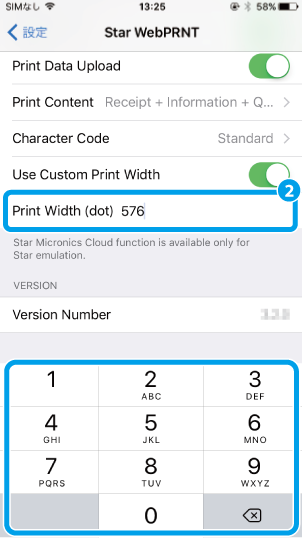 SIMなし 13:25 58%
設定 Star WebPRNT
Print Data Upload
Print Content Receipt + Information + Q...
Character Code Standard
Use Custom Print Width
2
Print Width (dot) 576
Star Micronics Cloud function is available only for
Star emulation.
VERSION
Version Number
1 2 3
ABC DEF
4 5 6
GHI JKL MNO
7 8 9
PQRS TUV WXYZ
0